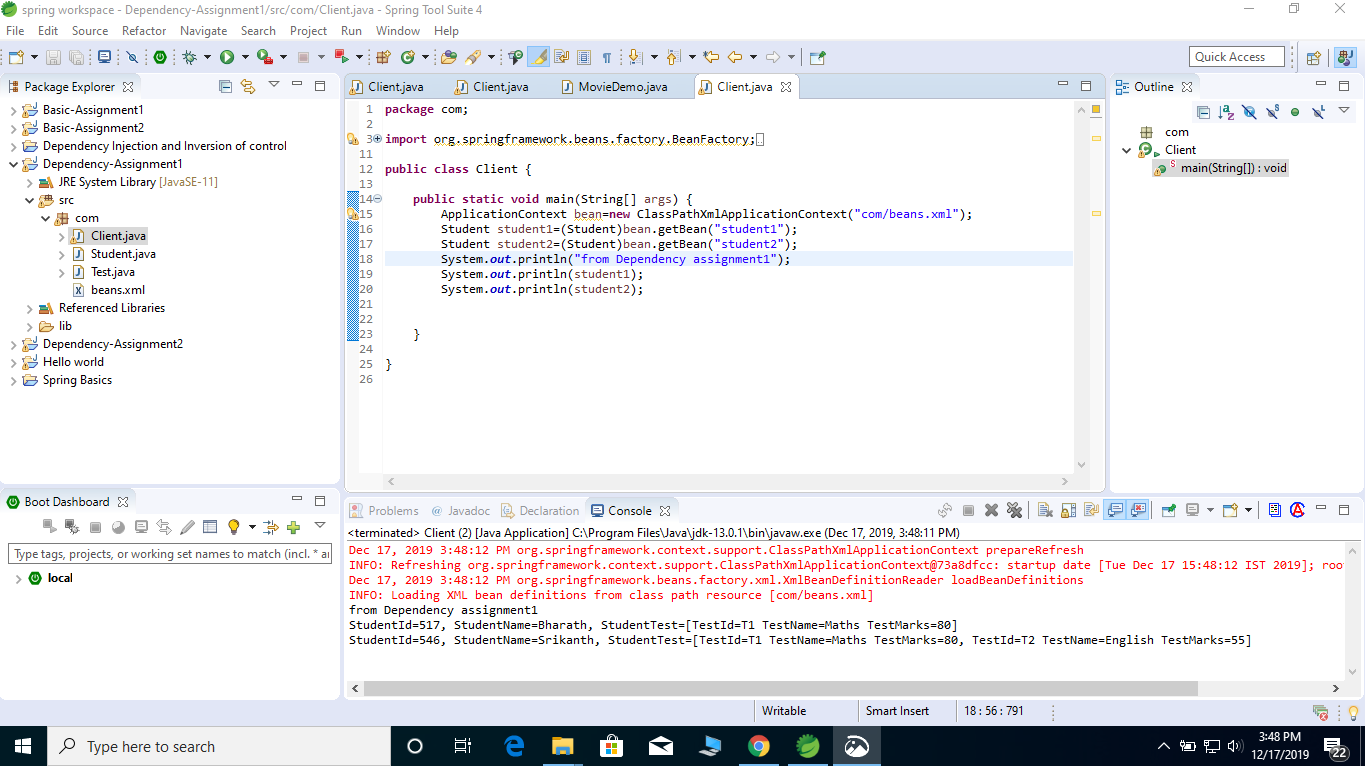 spring workspace - Dependency-Assignment1/src/com/Client.java - Spring Tool Suite 4
File Edit Source Refactor Navigate Search Project Run Window Help
Quick Access
Package Explorer
Basic-Assignment1
Basic-Assignment2
Dependency Injection and Inversion of control
Dependency-Assignment1
JRE System Library [JavaSE-11]
src
com
Client.java
Student.java
Test.java
beans.xml
Referenced Libraries
lib
Dependency-Assignment2
Hello world
Spring Basics
Client.java Client.java MovieDemo.java Client.java
1 package com;
2
3 import org.springframework.beans.factory.BeanFactory;
11
12 public class Client {
13
14 public static void main(String[] args) {
15 ApplicationContext bean=new ClassPathXmlApplicationContext("com/beans.xml");
16 Student student1=(Student)bean.getBean("student1");
17 Student student2=(Student)bean.getBean("student2");
18 System.out.println("from Dependency assignment1");
19 System.out.println(student1);
20 System.out.println(student2);
21
22
23 }
24
25 }
26
Outline
com
Client
main(String[]) : void
Boot Dashboard
Type tags, projects, or working set names to match (incl. * a
local
Problems @ Javadoc Declaration Console
<terminated> Client (2) [Java Application] C:\Program Files\Java\jdk-13.0.1\bin\javaw.exe (Dec 17, 2019, 3:48:11 PM)
Dec 17, 2019 3:48:12 PM org.springframework.context.support.ClassPathXmlApplicationContext prepareRefresh
INFO: Refreshing org.springframework.context.support.ClassPathXmlApplicationContext@73a8dfcc: startup date [Tue Dec 17 15:48:12 IST 2019]; roo
Dec 17, 2019 3:48:12 PM org.springframework.beans.factory.xml.XmlBeanDefinitionReader loadBeanDefinitions
INFO: Loading XML bean definitions from class path resource [com/beans.xml]
from Dependency assignment1
StudentId=517, StudentName=Bharath, StudentTest=[TestId=T1 TestName=Maths TestMarks=80]
StudentId=546, StudentName=Srikanth, StudentTest=[TestId=T1 TestName=Maths TestMarks=80, TestId=T2 TestName=English TestMarks=55]
Writable Smart Insert 18 : 56 : 791
Type here to search
3:48 PM
12/17/2019
22